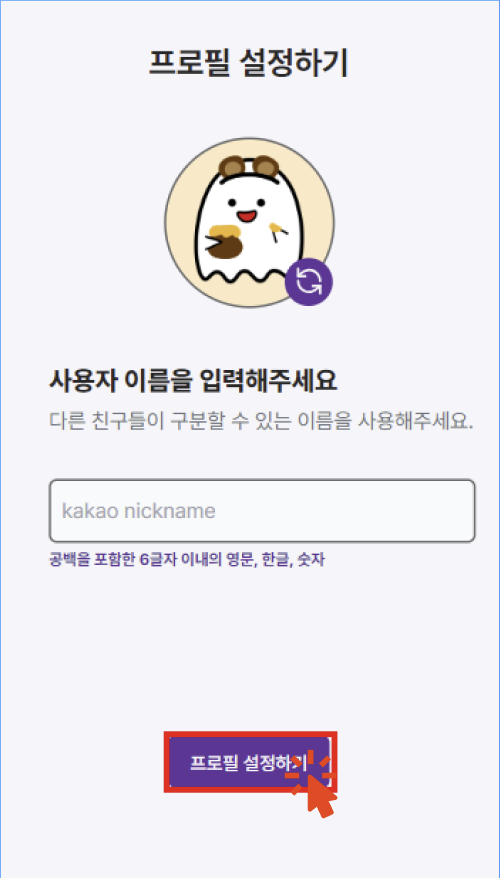 프로필 설정하기
사용자 이름을 입력해주세요
다른 친구들이 구분할 수 있는 이름을 사용해주세요.
kakao nickname
공백을 포함한 6글자 이내의 영문, 한글, 숫자
프로필 설정하기